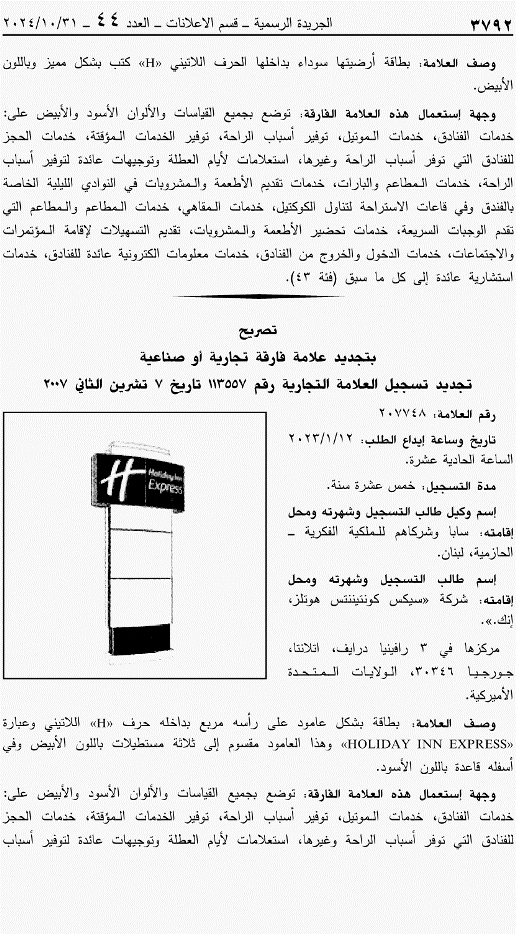 ٣٧٩٢ الجريدة الرسمية ــ قسم الاعلانات ــ العدد ٤٤ ــ ٢٠٢٤/١٠/٣١
وصف العلامة: بطاقة أرضيتها سوداء بداخلها الحرف اللاتيني «H» كتب بشكل مميز وباللون
الأبيض.
وجهة إستعمال هذه العلامة الفارقة: توضع بجميع القياسات والألوان الأسود والأبيض على:
خدمات الفنادق، خدمات الموتيل، توفير أسباب الراحة، توفير الخدمات المؤقتة، خدمات الحجز
للفنادق التي توفر أسباب الراحة وغيرها، استعلامات لأيام العطلة وتوجيهات عائدة لتوفير أسباب
الراحة، خدمات المطاعم والبارات، خدمات تقديم الأطعمة والمشروبات في النوادي الليلية الخاصة
بالفندق وفي قاعات الاستراحة لتناول الكوكتيل، خدمات المقاهي، خدمات المطاعم والمطاعم التي
تقدم الوجبات السريعة، خدمات تحضير الأطعمة والمشروبات، تقديم التسهيلات لإقامة المؤتمرات
والاجتماعات، خدمات الدخول والخروج من الفنادق، خدمات معلومات الكترونية عائدة للفنادق، خدمات
استشارية عائدة إلى كل ما سبق (فئة ٤٣).
تصريح
بتجديد علامة فارقة تجارية أو صناعية
تجديد تسجيل العلامة التجارية رقم ١١٣٥٥٧ تاريخ ٧ تشرين الثاني ٢٠٠٧
رقم العلامة: ٢٠٧٧٤٨
تاريخ وساعة إيداع الطلب: ٢٠٢٣/١/١٢
الساعة الحادية عشرة.
مدة التسجيل: خمس عشرة سنة.
إسم وكيل طالب التسجيل وشهرته ومحل
إقامته: سابا وشركاهم للملكية الفكرية ــ
الحازمية، لبنان.
إسم طالب التسجيل وشهرته ومحل
إقامته: شركة «سيكس كونتيننتس هوتلز،
إنك.».
مركزها في ٣ رافينيا درايف، اتلانتا،
جورجيا ٣٠٣٤٦، الولايات المتحدة
الأميركية.
H Holiday Inn
Express
وصف العلامة: بطاقة بشكل عامود على رأسه مربع بداخله حرف «H» اللاتيني وعبارة
«HOLIDAY INN EXPRESS» وهذا العامود مقسوم إلى ثلاثة مستطيلات باللون الأبيض وفي
أسفله قاعدة باللون الأسود.
وجهة إستعمال هذه العلامة الفارقة: توضع بجميع القياسات والألوان الأسود والأبيض على:
خدمات الفنادق، خدمات الموتيل، توفير أسباب الراحة، توفير الخدمات المؤقتة، خدمات الحجز
للفنادق التي توفر أسباب الراحة وغيرها، استعلامات لأيام العطلة وتوجيهات عائدة لتوفير أسباب